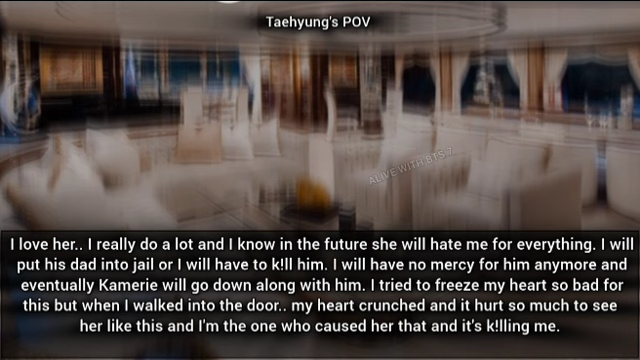 Taehyung's POV
ALIVE WITH BTS 7
I love her.. I really do a lot and I know in the future she will hate me for everything. I will
put his dad into jail or I will have to k!ll him. I will have no mercy for him anymore and
eventually Kamerie will go down along with him. I tried to freeze my heart so bad for
this but when I walked into the door.. my heart crunched and it hurt so much to see
her like this and I'm the one who caused her that and it's k!lling me.